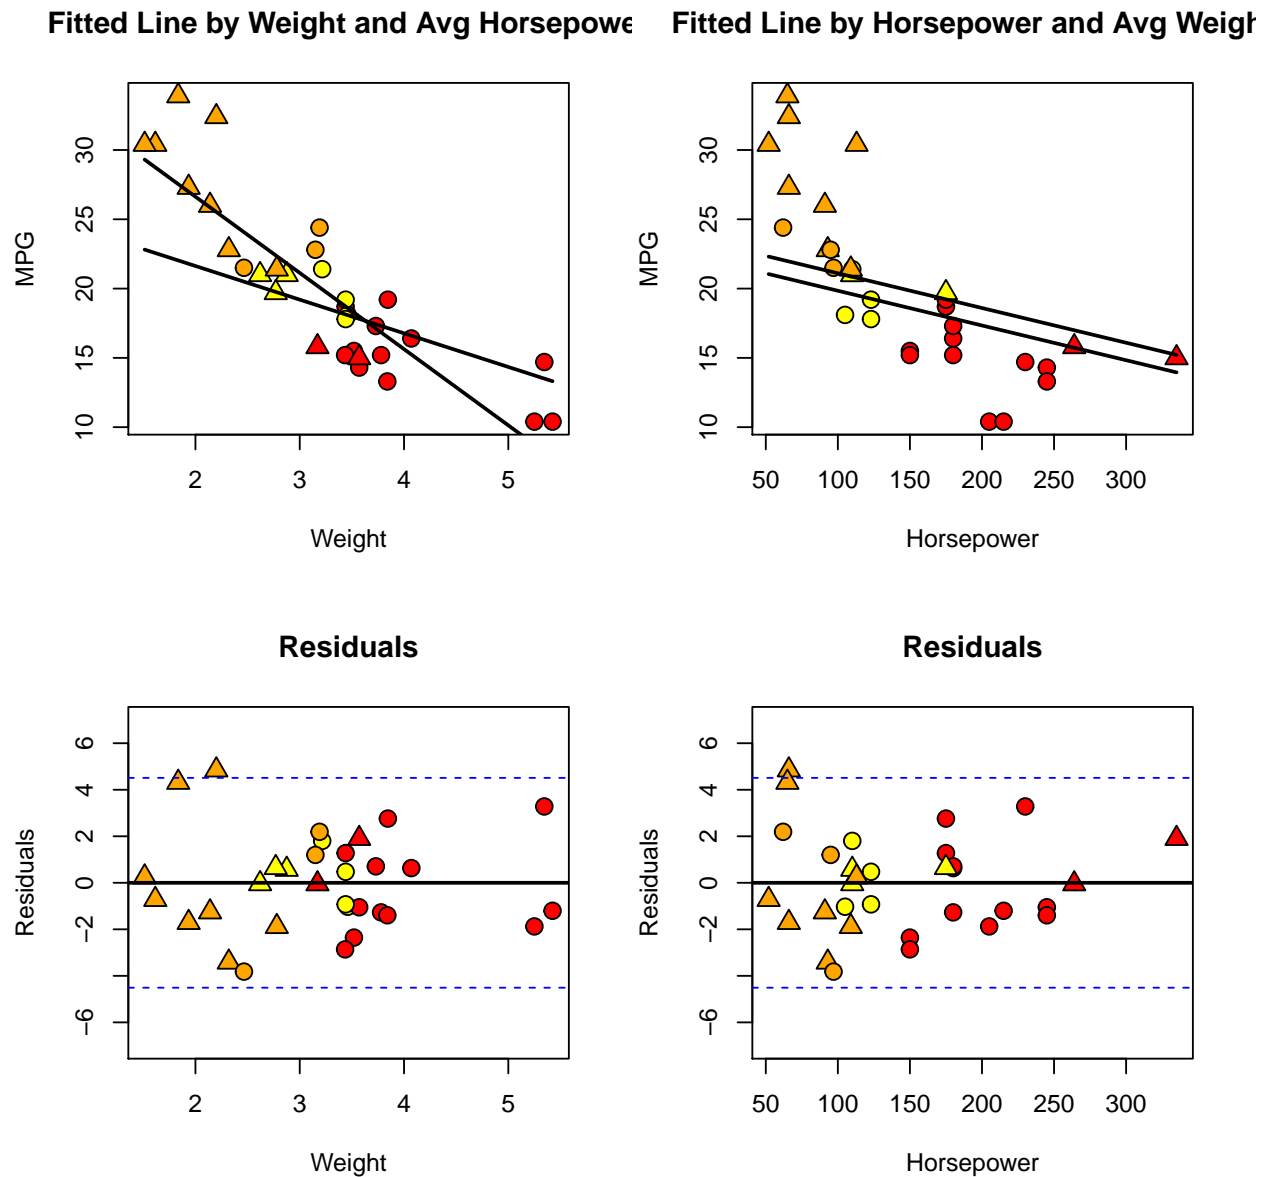 Fitted Line by Weight and Avg Horsepowe
MPG
30
25
20
15
10
2 3 4 5
Weight
Fitted Line by Horsepower and Avg Weigh
MPG
30
25
20
15
10
50 100 150 200 250 300
Horsepower
Residuals
Residuals
6
4
2
0
−2
−6
2 3 4 5
Weight
Residuals
Residuals
6
4
2
0
−2
−6
50 100 150 200 250 300
Horsepower